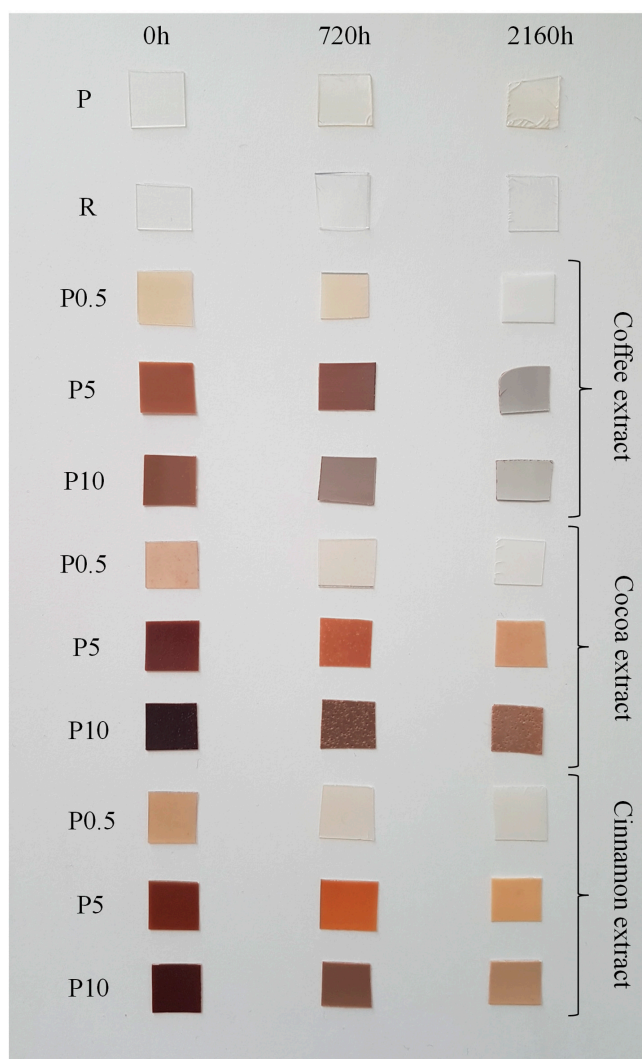 0h 720h 2160h
P
R
P0.5
P5
P10
Coffee extract
P0.5
P5
P10
Cocoa extract
P0.5
P5
P10
Cinnamon extract